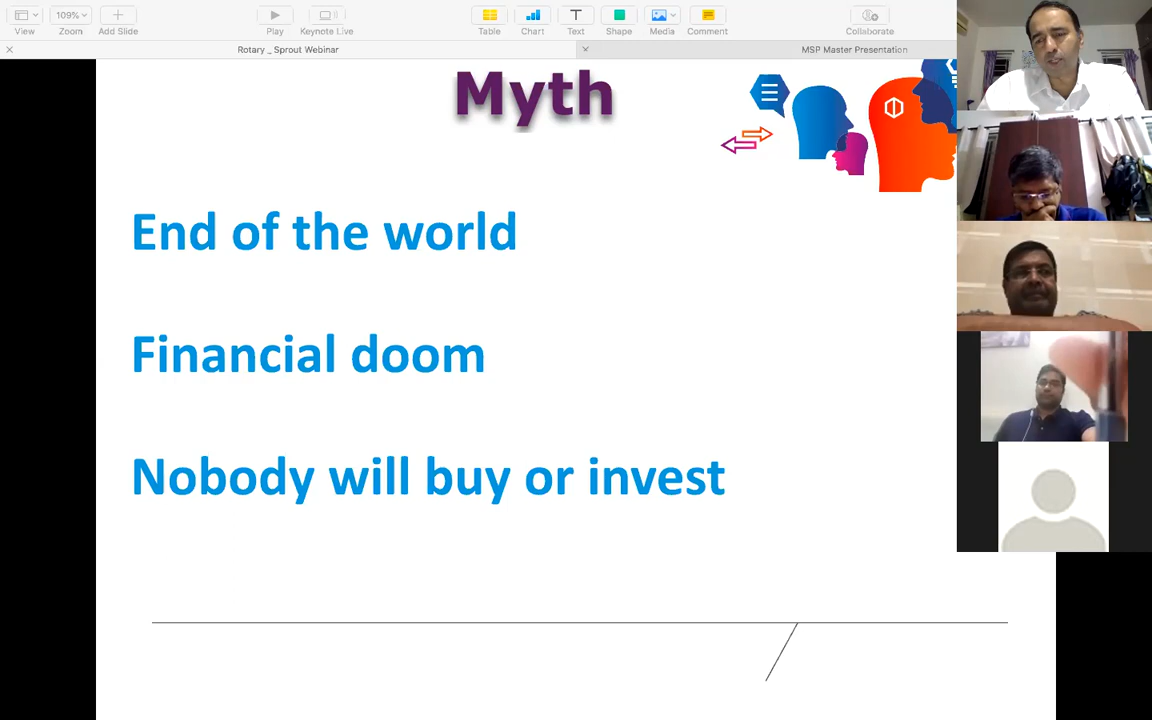 109%
View
Zoom
Add Slide
Play
Keynote Live
Table
Chart
Text
Shape
Media
Comment
Collaborate
Rotary _ Sprout Webinar
MSP Master Presentation
Myth
End of the world
Financial doom
Nobody will buy or invest